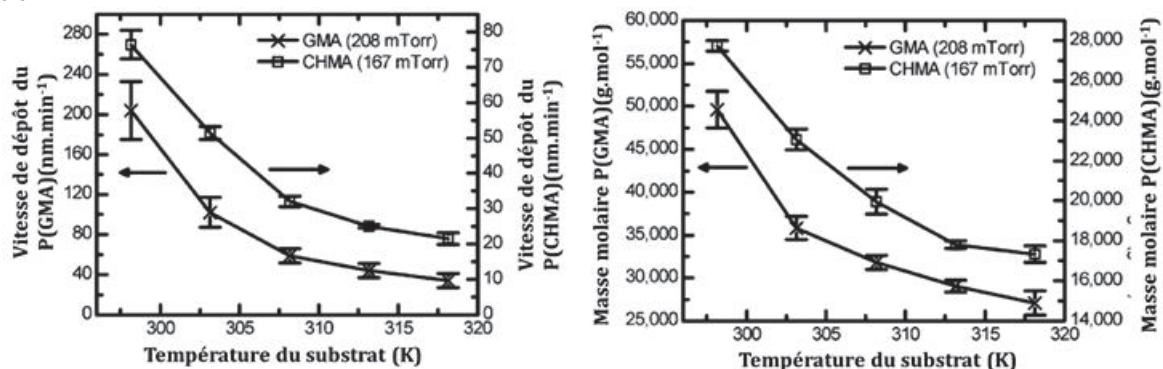 Vitesse de dépôt du
P(GMA)(nm.min⁻¹)
280
240
200
160
120
80
40
0
GMA (208 mTorr)
CHMA (167 mTorr)
80
70
60
50
40
30
20
10
0
Vitesse de dépôt du
P(CHMA)(nm.min⁻¹)
300 305 310 315 320
Température du substrat (K)
Masse molaire P(GMA)(g.mol⁻¹)
60,000
55,000
50,000
45,000
40,000
35,000
30,000
25,000
GMA (208 mTorr)
CHMA (167 mTorr)
28,000
26,000
24,000
22,000
20,000
18,000
16,000
14,000
Masse molaire P(CHMA)(g.mol⁻¹)
300 305 310 315 320
Température du substrat (K)